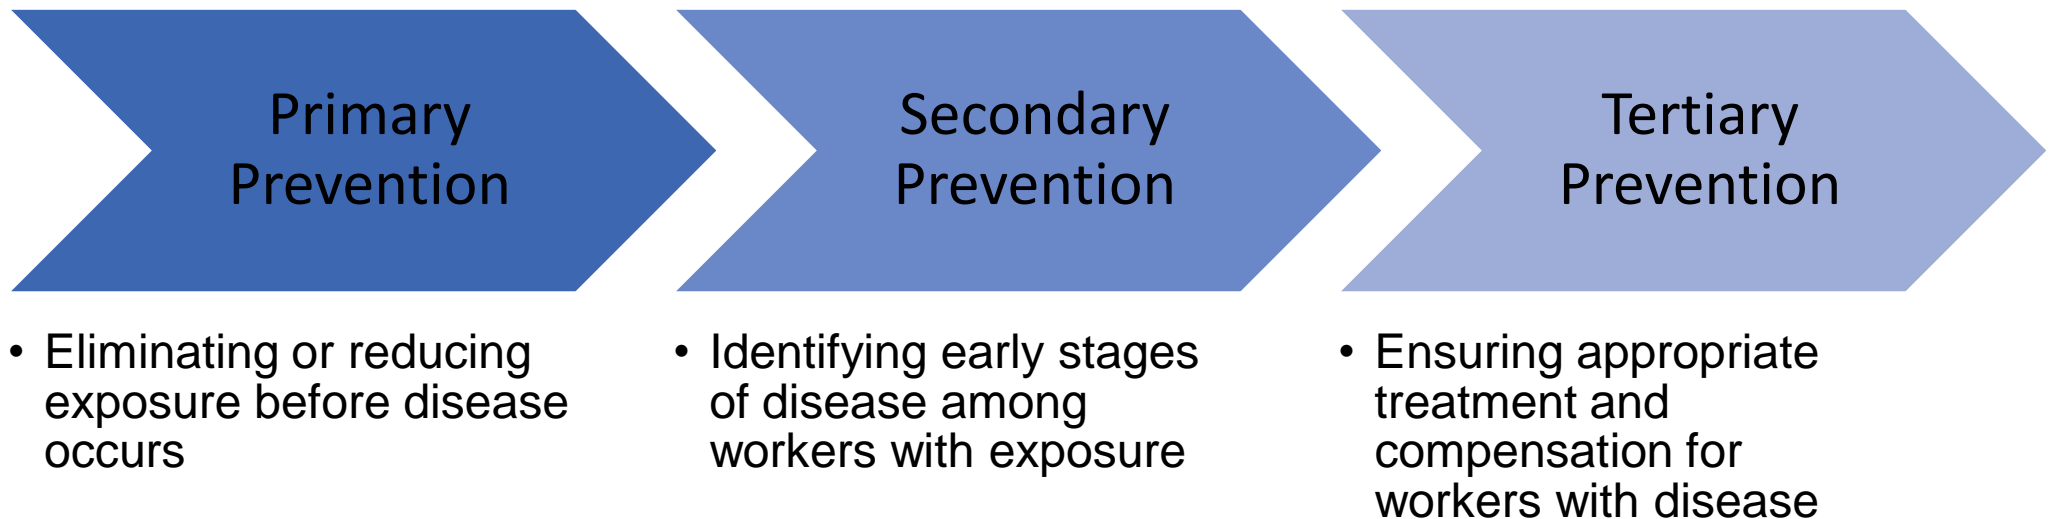 Primary
Prevention
• Eliminating or reducing
exposure before disease
occurs
Secondary
Prevention
• Identifying early stages
of disease among
workers with exposure
Tertiary
Prevention
• Ensuring appropriate
treatment and
compensation for
workers with disease